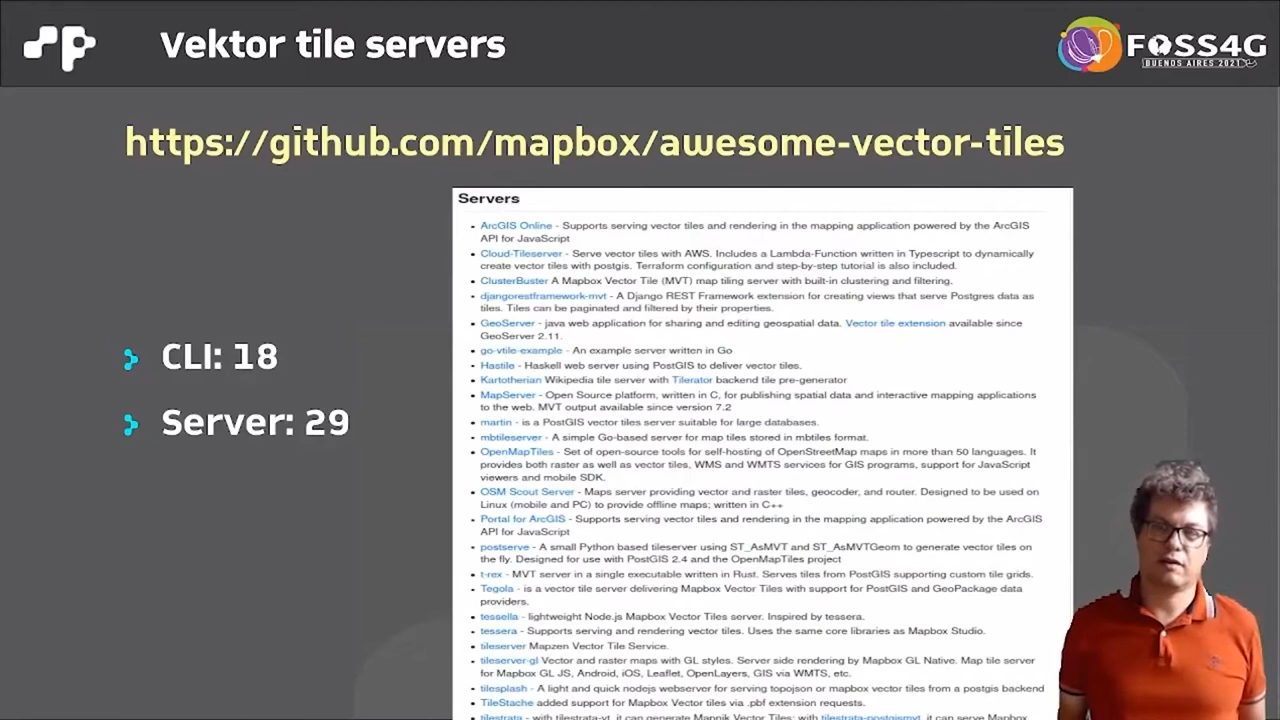 Vektor tile servers
FOSS4G
BUENOS AIRES 2021
https://github.com/mapbox/awesome-vector-tiles
CLI: 18
Server: 29
Servers
ArcGIS Online - Supports serving vector tiles and rendering in the mapping application powered by the ArcGIS
API for JavaScript
Cloud-Tileserver - Serve vector tiles with AWS. Includes a Lambda-Function written in Typescript to dynamically
create vector tiles with postgis. Terraform configuration and step-by-step tutorial is also included.
ClusterBuster A Mapbox Vector Tile (MVT) map tiling server with built-in clustering and filtering.
djangorestframework-mvt - A Django REST Framework extension for creating views that serve Postgres data as
tiles. Tiles can be paginated and filtered by their properties.
GeoServer - java web application for sharing and editing geospatial data. Vector tile extension available since
GeoServer 2.11.
go-vtile-example - An example server written in Go
Hastile - Haskell web server using PostGIS to deliver vector tiles.
Kartotherian Wikipedia tile server with Tilerator backend tile pre-generator
MapServer - Open Source platform, written in C, for publishing spatial data and interactive mapping applications
to the web. MVT output available since version 7.2
martin - is a PostGIS vector tiles server suitable for large databases.
mbtileserver - A simple Go-based server for map tiles stored in mbtiles format.
OpenMapTiles - Set of open-source tools for self-hosting of OpenStreetMap maps in more than 50 languages. It
provides both raster as well as vector tiles, WMS and WMTS services for GIS programs, support for JavaScript
viewers and mobile SDK.
OSM Scout Server - Maps server providing vector and raster tiles, geocoder, and router. Designed to be used on
Linux (mobile and PC) to provide offline maps; written in C++
Portal for ArcGIS - Supports serving vector tiles and rendering in the mapping application powered by the ArcGIS
API for JavaScript
postserve - A small Python based tileserver using ST_AsMVT and ST_AsMVTGeom to generate vector tiles on
the fly. Designed for use with PostGIS 2.4 and the OpenMapTiles project
t-rex - MVT server in a single executable written in Rust. Serves tiles from PostGIS supporting custom tile grids.
Tegola - is a vector tile server delivering Mapbox Vector Tiles with support for PostGIS and GeoPackage data
providers.
tessella - lightweight Node.js Mapbox Vector Tiles server. Inspired by tessera.
tessera - Supports serving and rendering vector tiles. Uses the same core libraries as Mapbox Studio.
tileserver Mapzen Vector Tile Service.
tileserver-gl Vector and raster maps with GL styles. Server side rendering by Mapbox GL Native. Map tile server
for Mapbox GL JS, Android, iOS, Leaflet, OpenLayers, GIS via WMTS, etc.
tilesplash - A light and quick nodejs webserver for serving topojson or mapbox vector tiles from a postgis backend
TileStache added support for Mapbox Vector tiles via .pbf extension requests.
tilestrata - with tilestrata-vt, it can generate Mapnik Vector Tiles; with tilestrata-postgismvt, it can serve Mapbox